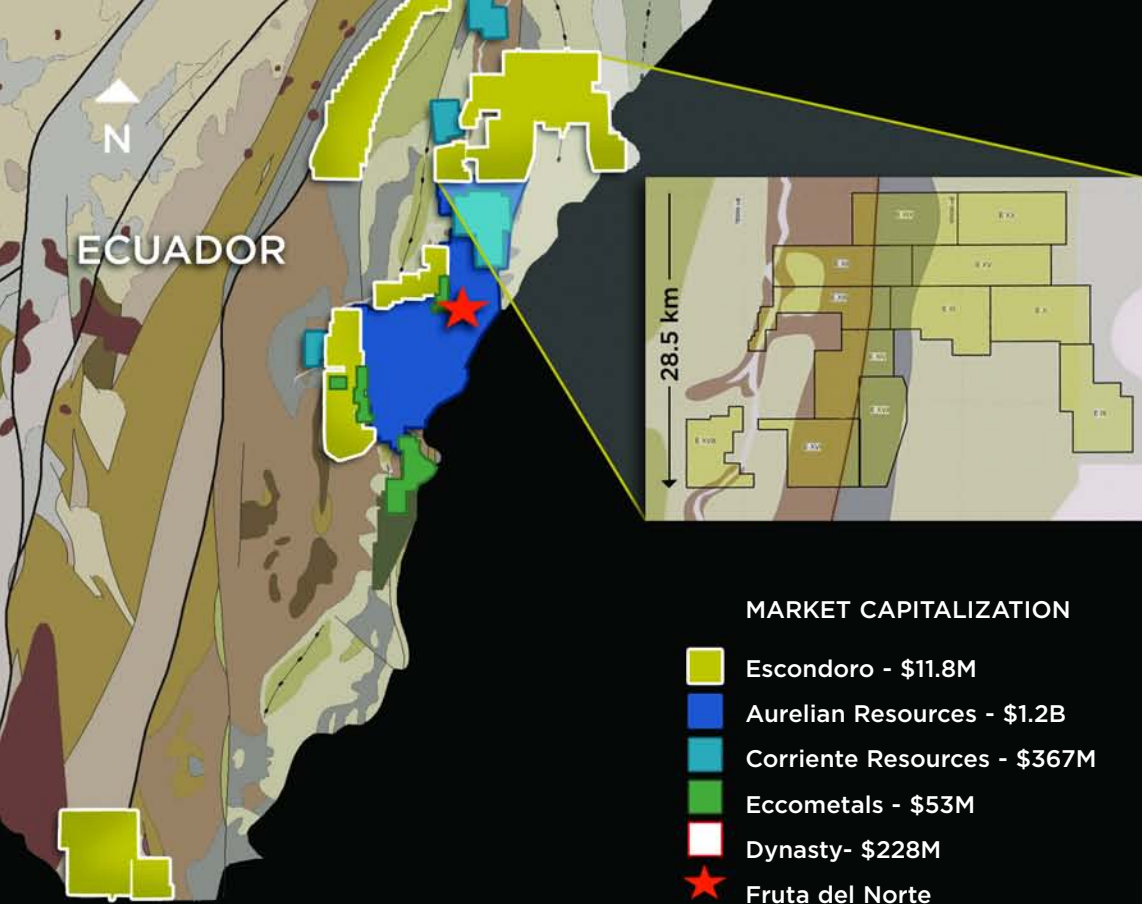 N
ECUADOR
28.5 km
MARKET CAPITALIZATION
Escondoro - $11.8M
Aurelian Resources - $1.2B
Corriente Resources - $367M
Eccometals - $53M
Dynasty- $228M
Fruta del Norte